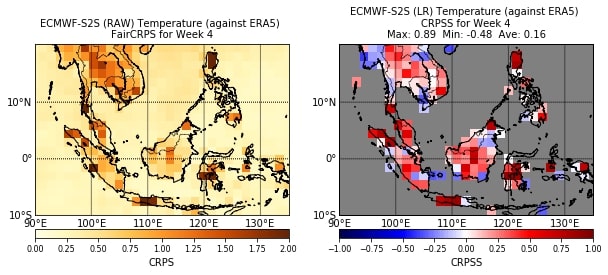 ECMWF-S2S (RAW) Temperature (against ERA5)
FairCRPS for Week 4
10°N
0°
10°S
90°E 100°E 110°E 120°E 130°E
0.00 0.25 0.50 0.75 1.00 1.25 1.50 1.75 2.00
CRPS
ECMWF-S2S (LR) Temperature (against ERA5)
CRPSS for Week 4
Max: 0.89 Min: -0.48 Ave: 0.16
10°N
0°
10°S
90°E 100°E 110°E 120°E 130°E
−1.00 −0.75 −0.50 −0.25 0.00 0.25 0.50 0.75 1.00
CRPSS